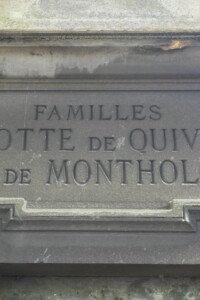 FAMILLES
OTTE DE QUIV
DE MONTHOL